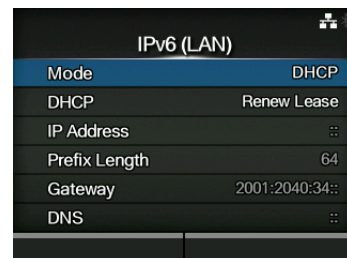 IPv6 (LAN)
Mode DHCP
DHCP Renew Lease
IP Address ::
Prefix Length 64
Gateway 2001:2040:34::
DNS ::